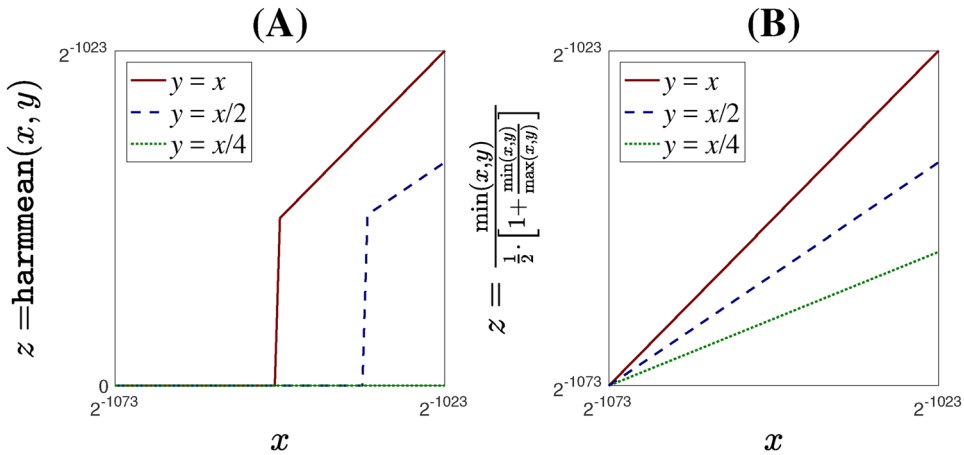 (A)
z=harmmean(x, y)
2^-1023
y = x
y = x/2
y = x/4
0
2^-1073
2^-1023
x
(B)
z = min(x,y) / (1/2 · [1+ min(x,y)/max(x,y)])
2^-1023
y = x
y = x/2
y = x/4
2^-1073
2^-1073
2^-1023
x